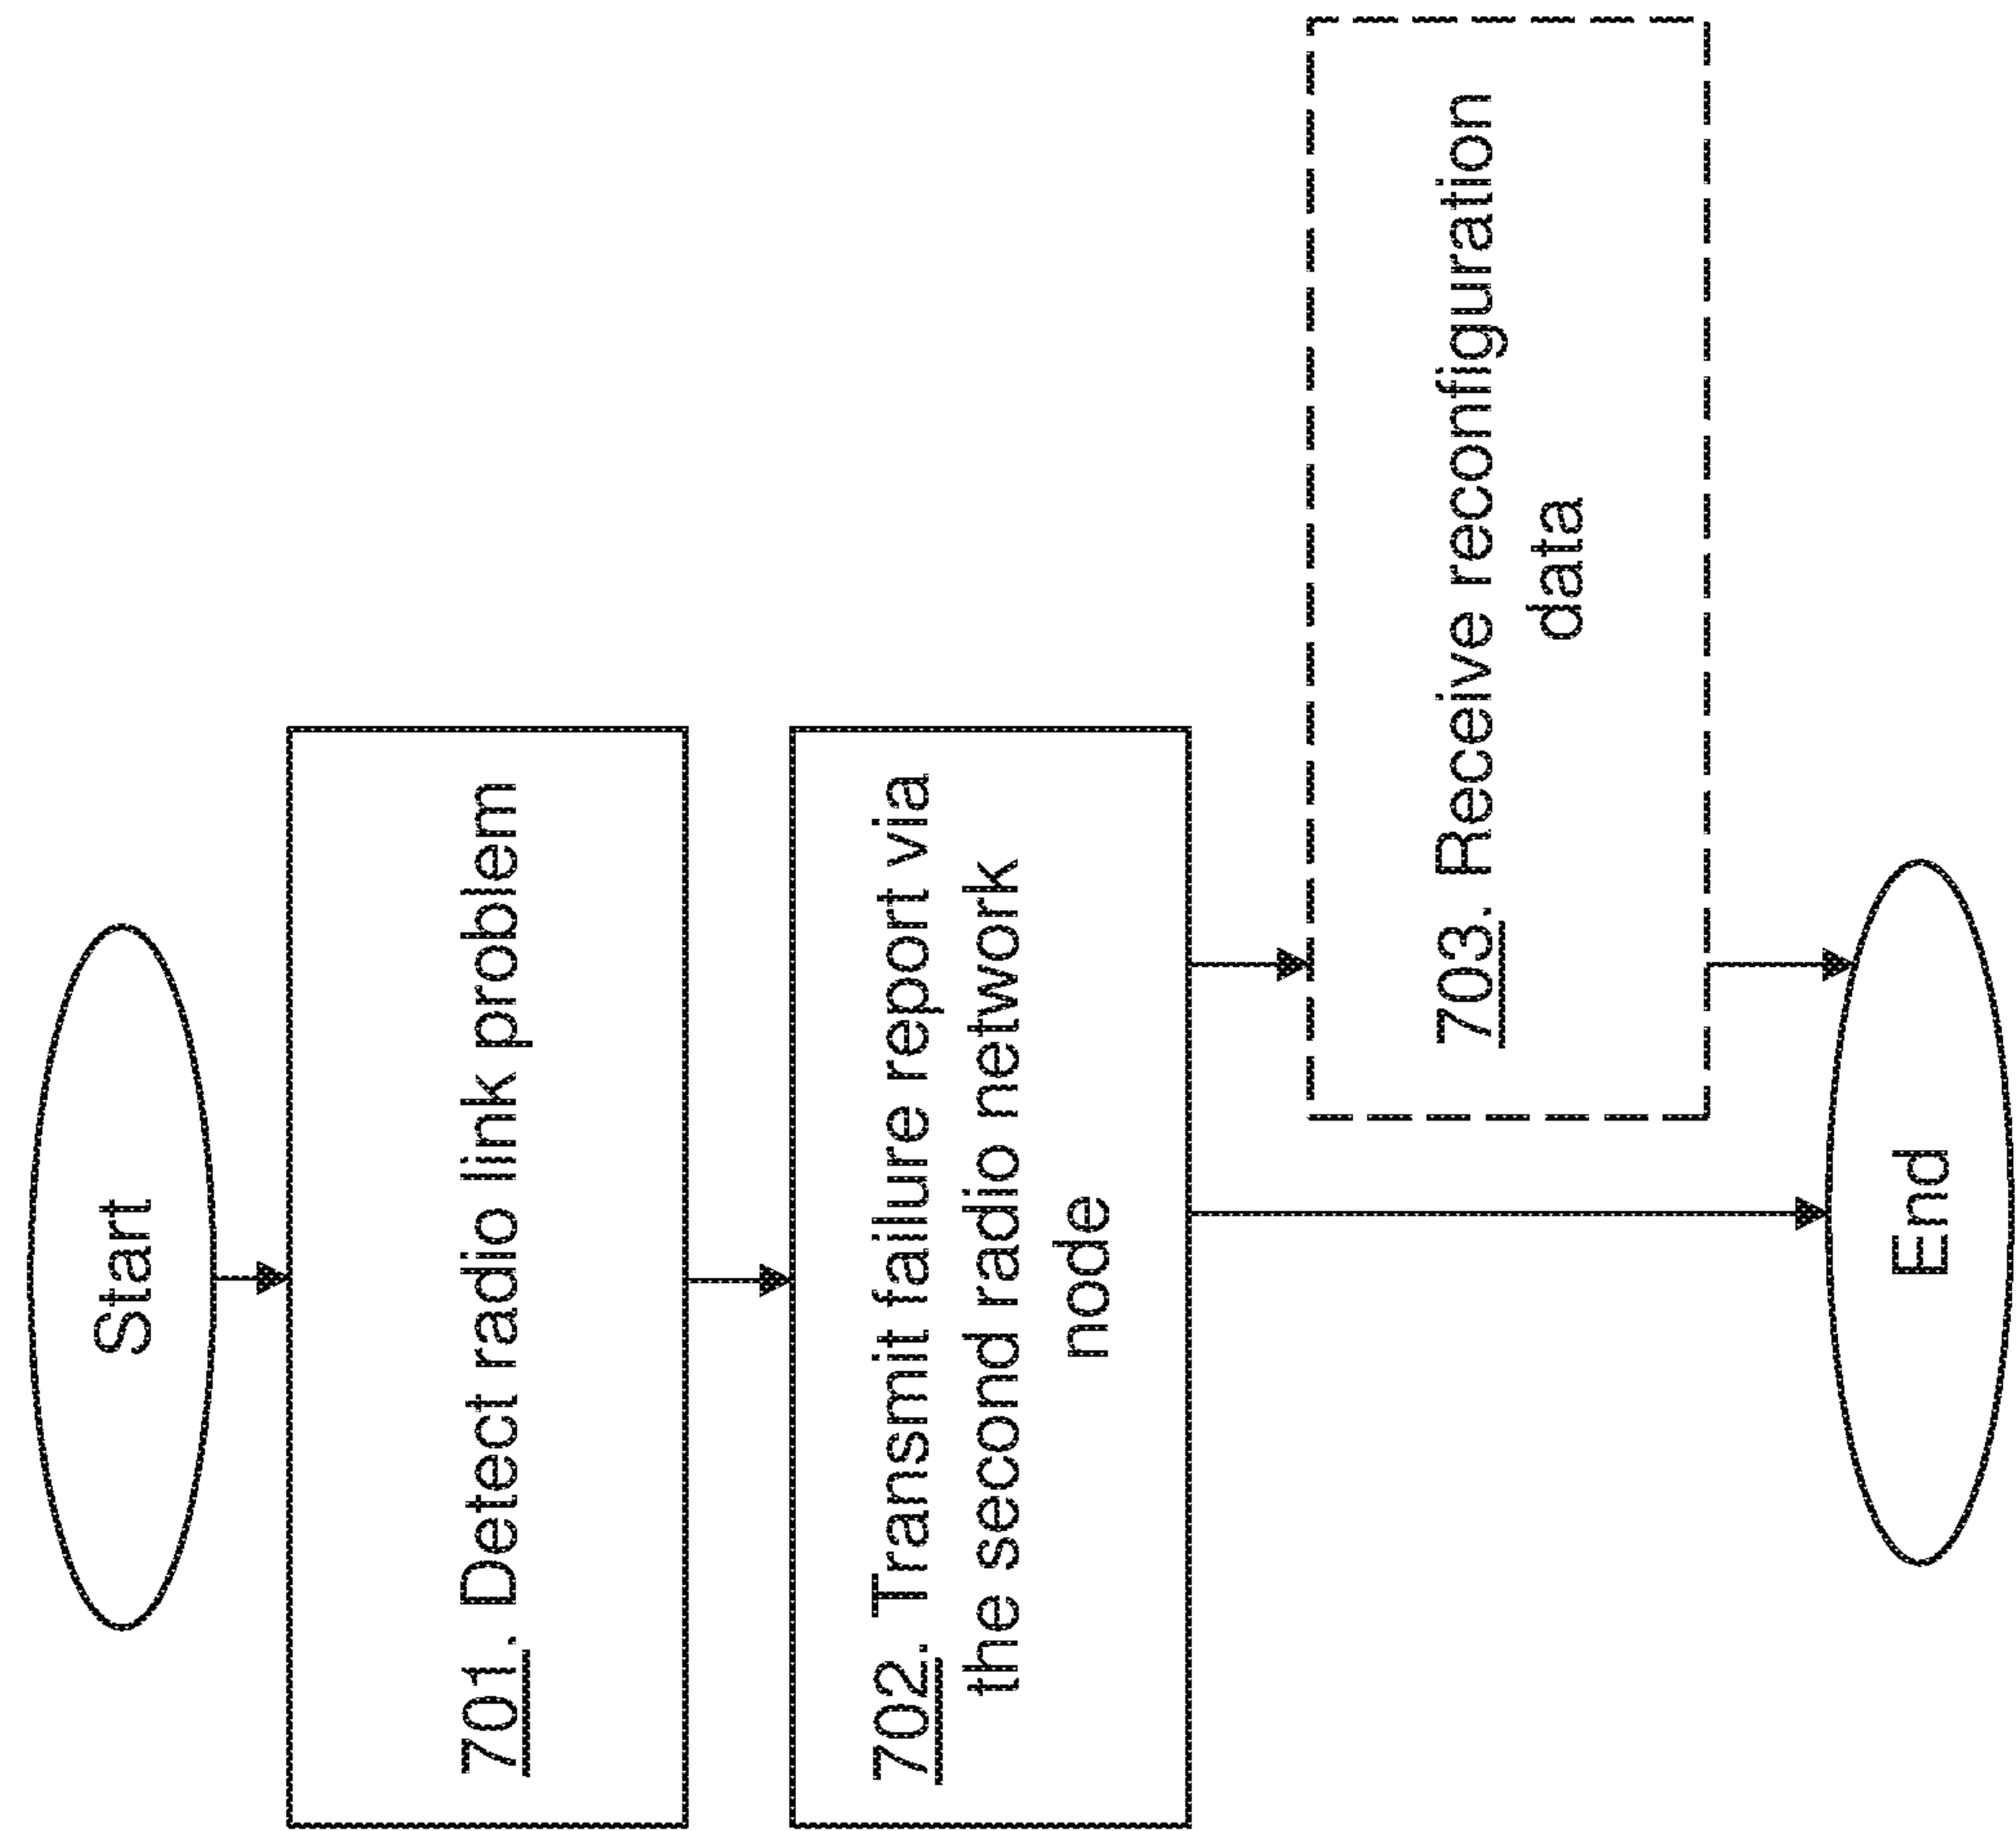 Start
701. Detect radio link problem
702. Transmit failure report via
the second radio network
node
703. Receive reconfiguration
data
End